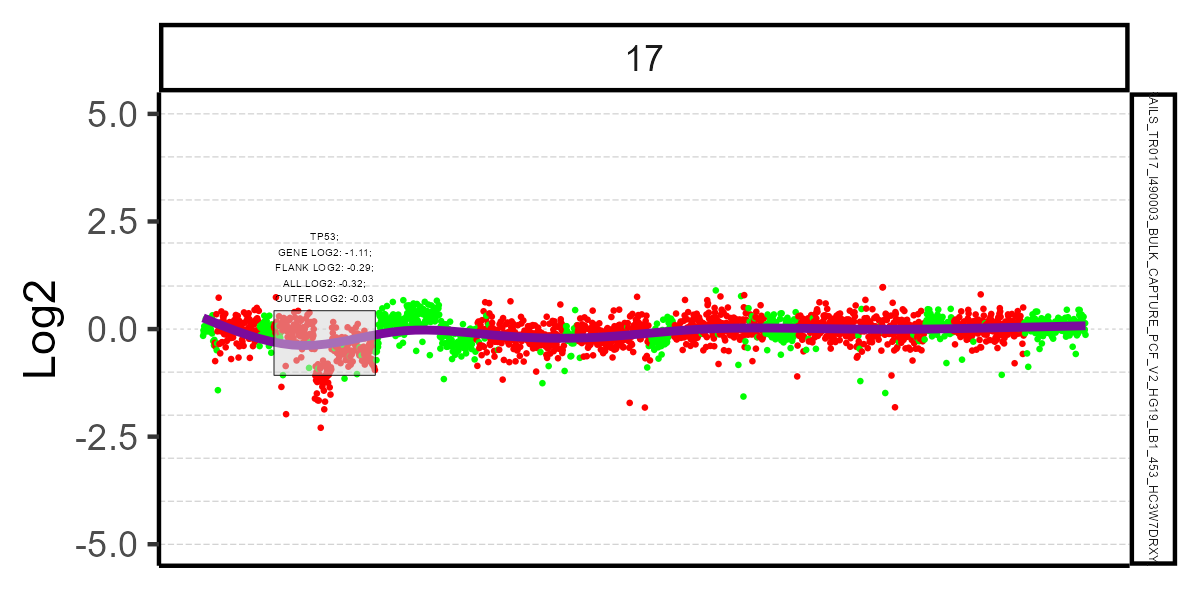 17
Log2
5.0
2.5
0.0
-2.5
-5.0
TP53;
GENE LOG2: -1.11;
FLANK LOG2: -0.29;
ALL LOG2: -0.32;
OUTER LOG2: -0.03
AILS_TR017_I490003_BULK_CAPTURE_PCF_V2_HG19_LB1_453_HC3W7DRXY